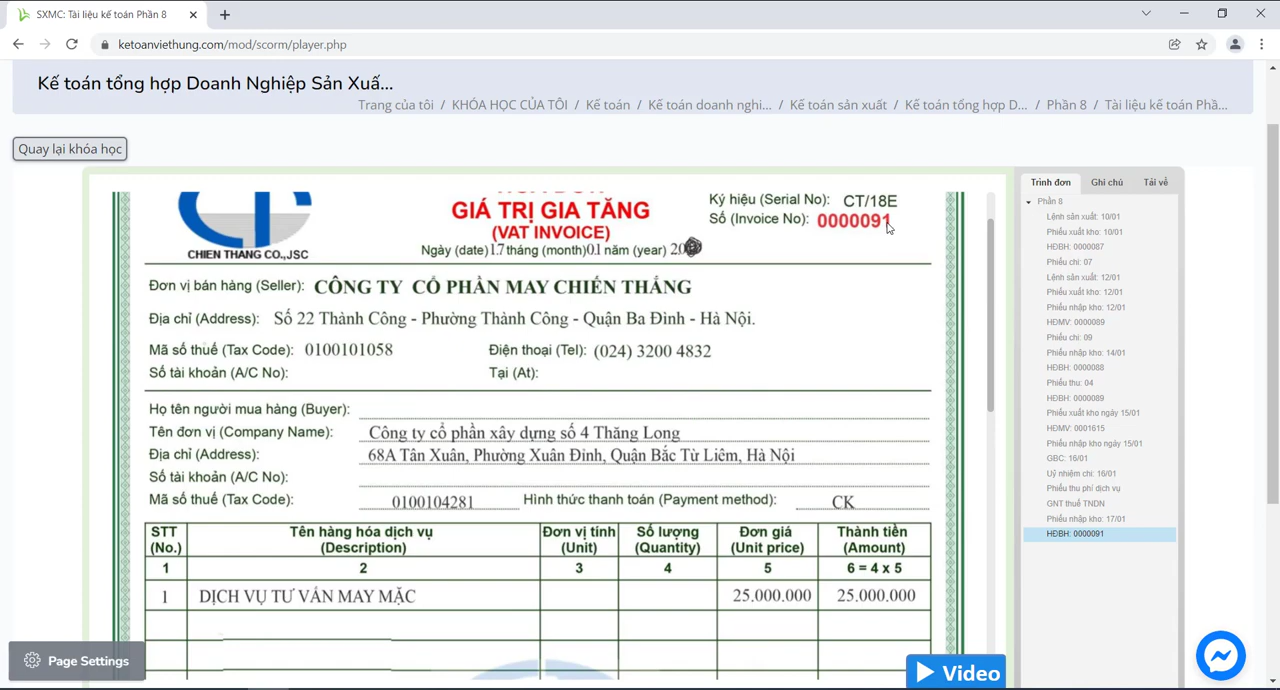 SXMC: Tài liệu kế toán Phần 8
ketoanviethung.com/mod/scorm/player.php
Kế toán tổng hợp Doanh Nghiệp Sản Xuấ...
Trang của tôi / KHÓA HỌC CỦA TÔI / Kế toán / Kế toán doanh nghi... / Kế toán sản xuất / Kế toán tổng hợp D... / Phần 8 / Tài liệu kế toán Phầ...
Quay lại khóa học
CHIEN THANG CO.,JSC
GIÁ TRỊ GIA TĂNG
(VAT INVOICE)
Ngày (date)17tháng (month)01 năm (year) 20
Ký hiệu (Serial No): CT/18E
Số (Invoice No): 0000091
Đơn vị bán hàng (Seller): CÔNG TY CỔ PHẦN MAY CHIẾN THẮNG
Địa chỉ (Address): Số 22 Thành Công - Phường Thành Công - Quận Ba Đình - Hà Nội.
Mã số thuế (Tax Code): 0100101058 Điện thoại (Tel): (024) 3200 4832
Số tài khoản (A/C No): Tại (At):
Họ tên người mua hàng (Buyer):
Tên đơn vị (Company Name): Công ty cổ phần xây dựng số 4 Thăng Long
Địa chỉ (Address): 68A Tân Xuân, Phường Xuân Đỉnh, Quận Bắc Từ Liêm, Hà Nội
Số tài khoản (A/C No):
Mã số thuế (Tax Code): 0100104281 Hình thức thanh toán (Payment method): CK
STT Tên hàng hóa dịch vụ Đơn vị tính Số lượng Đơn giá Thành tiền
(No.) (Description) (Unit) (Quantity) (Unit price) (Amount)
1 2 3 4 5 6 = 4 x 5
1 DỊCH VỤ TƯ VẤN MAY MẶC 25.000.000 25.000.000
Page Settings
Video
Trình đơn Ghi chú Tải về
Phần 8
Lệnh sản xuất: 10/01
Phiếu xuất kho: 10/01
HĐBH: 0000087
Phiếu chi: 07
Lệnh sản xuất: 12/01
Phiếu xuất kho: 12/01
Phiếu nhập kho: 12/01
HĐMV: 0000089
Phiếu chi: 09
Phiếu nhập kho: 14/01
HĐBH: 0000088
Phiếu thu: 04
HĐBH: 0000089
Phiếu xuất kho ngày 15/01
HĐMV: 0001615
Phiếu nhập kho ngày 15/01
GBC: 16/01
Uỷ nhiệm chi: 16/01
Phiếu thu phí dịch vụ
GNT thuế TNDN
Phiếu nhập kho: 17/01
HĐBH: 0000091